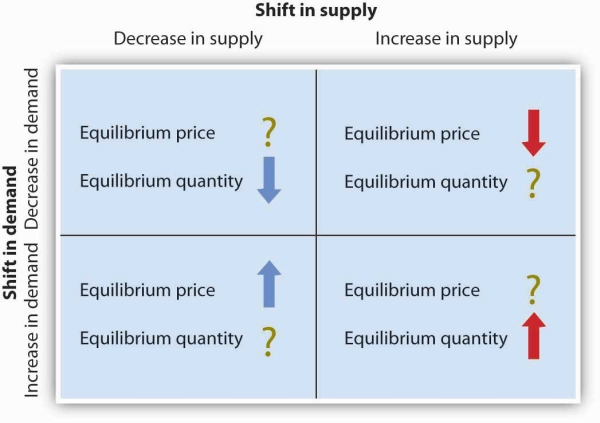 Shift in supply
Decrease in supply
Increase in supply
Shift in demand
Decrease in demand
Increase in demand
Equilibrium price ?
Equilibrium quantity
Equilibrium price
Equilibrium quantity ?
Equilibrium price
Equilibrium quantity ?
Equilibrium price ?
Equilibrium quantity